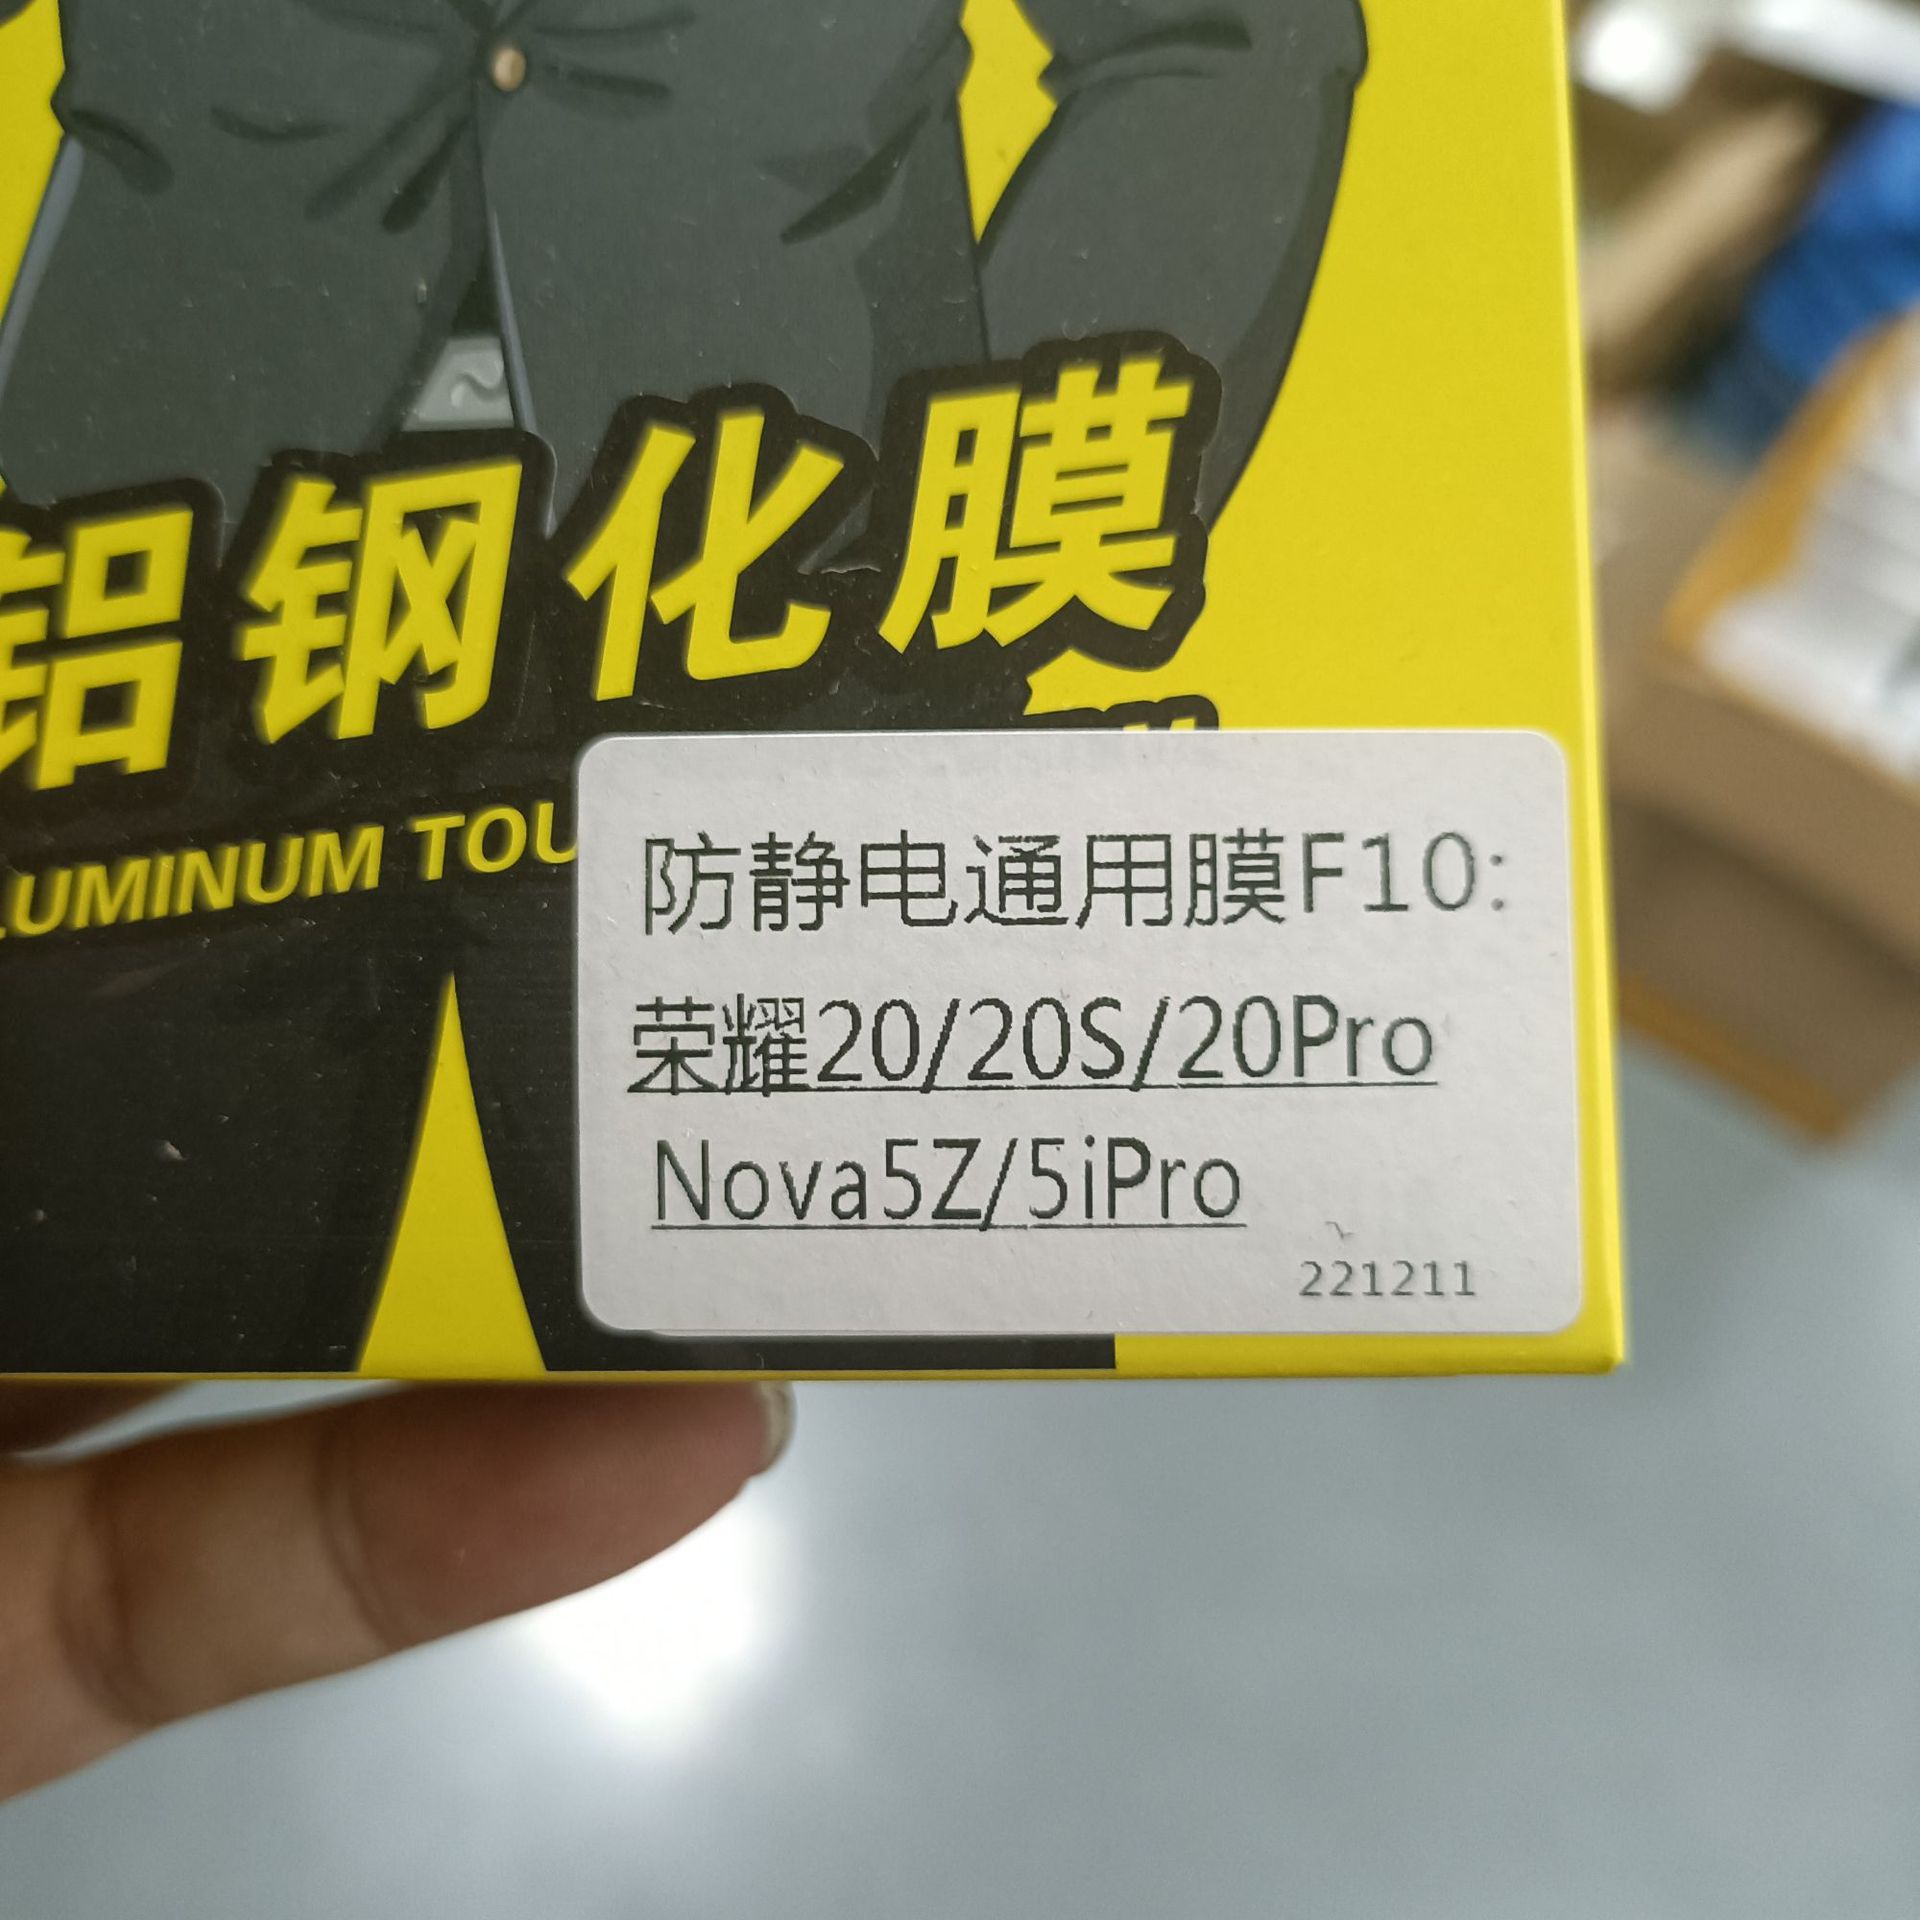 铝钢化膜
LUMINUM TOU
防静电通用膜F10:
荣耀20/20S/20Pro
Nova5Z/5iPro
221211